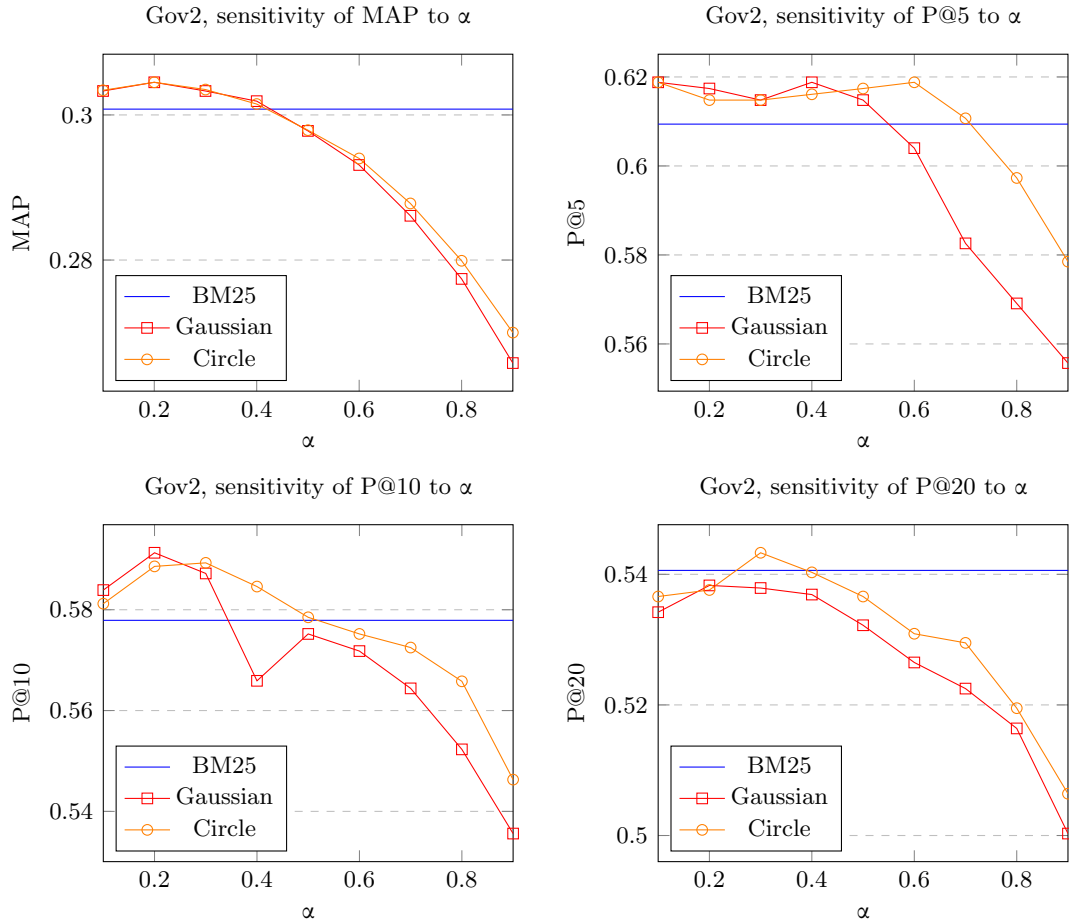 Gov2, sensitivity of MAP to α
0.3
0.28
MAP
BM25
Gaussian
Circle
0.2 0.4 0.6 0.8
α
Gov2, sensitivity of P@5 to α
0.62
0.6
0.58
0.56
P@5
BM25
Gaussian
Circle
0.2 0.4 0.6 0.8
α
Gov2, sensitivity of P@10 to α
0.58
0.56
0.54
P@10
BM25
Gaussian
Circle
0.2 0.4 0.6 0.8
α
Gov2, sensitivity of P@20 to α
0.54
0.52
0.5
P@20
BM25
Gaussian
Circle
0.2 0.4 0.6 0.8
α